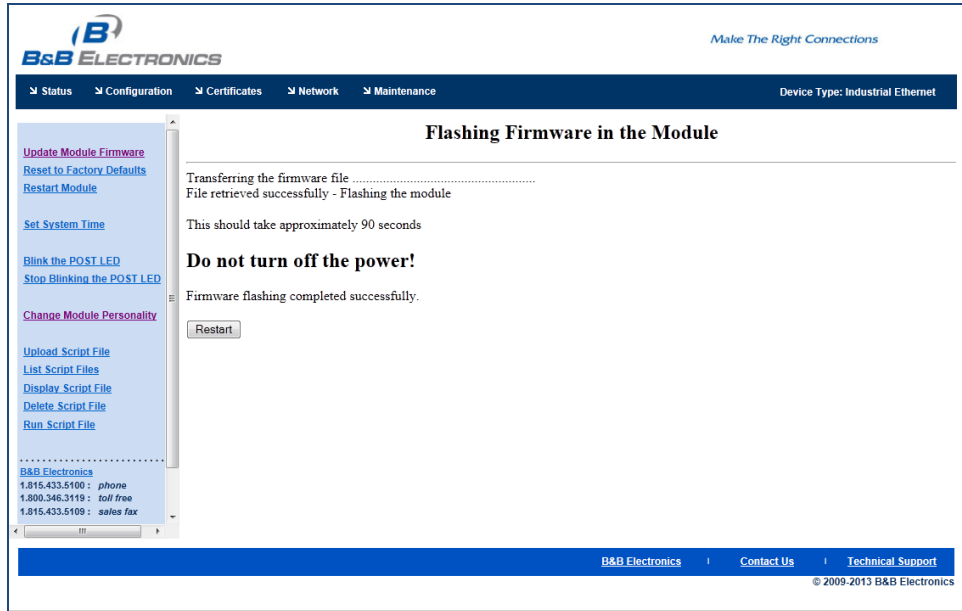 B
B&B ELECTRONICS
Make The Right Connections
Status Configuration Certificates Network Maintenance Device Type: Industrial Ethernet
Update Module Firmware
Reset to Factory Defaults
Restart Module
Set System Time
Blink the POST LED
Stop Blinking the POST LED
Change Module Personality
Upload Script File
List Script Files
Display Script File
Delete Script File
Run Script File
B&B Electronics
1.815.433.5100 : phone
1.800.346.3119 : toll free
1.815.433.5109 : sales fax
Flashing Firmware in the Module
Transferring the firmware file .......................................................
File retrieved successfully - Flashing the module
This should take approximately 90 seconds
Do not turn off the power!
Firmware flashing completed successfully.
Restart
B&B Electronics | Contact Us | Technical Support
© 2009-2013 B&B Electronics